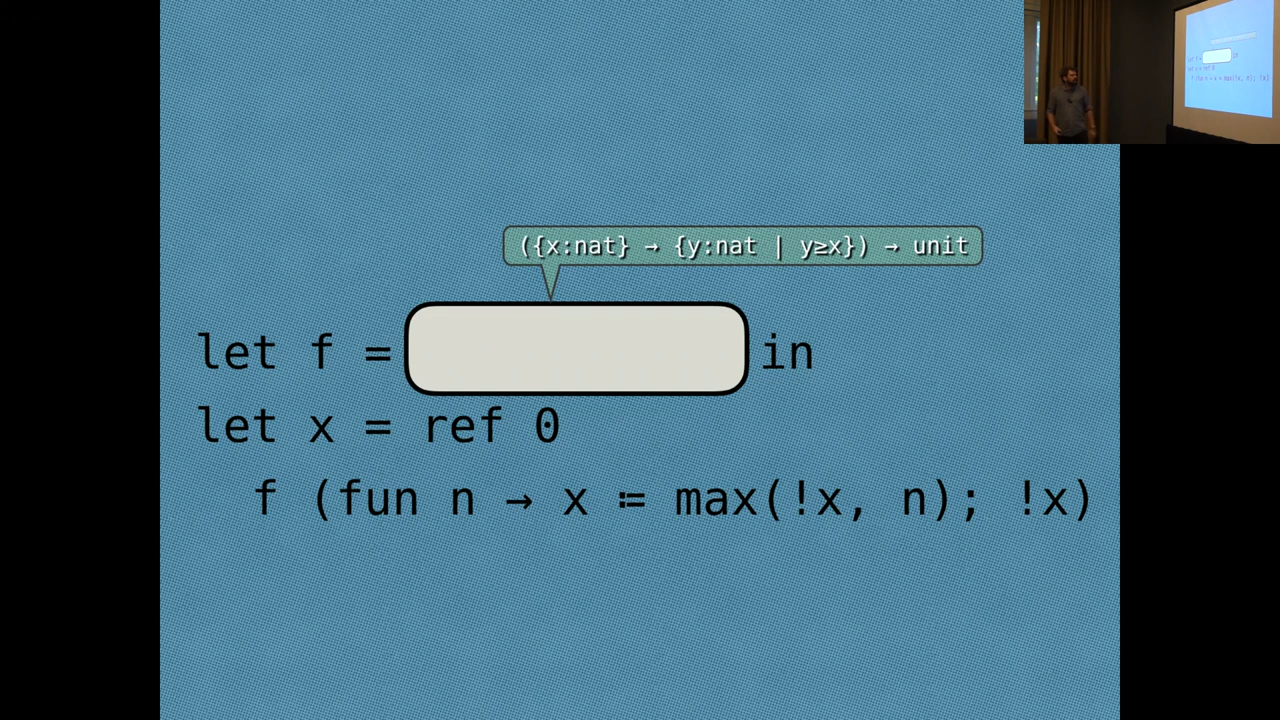 ({x:nat} → {y:nat | y≥x}) → unit
let f = in
let x = ref 0
f (fun n → x ≔ max(!x, n); !x)